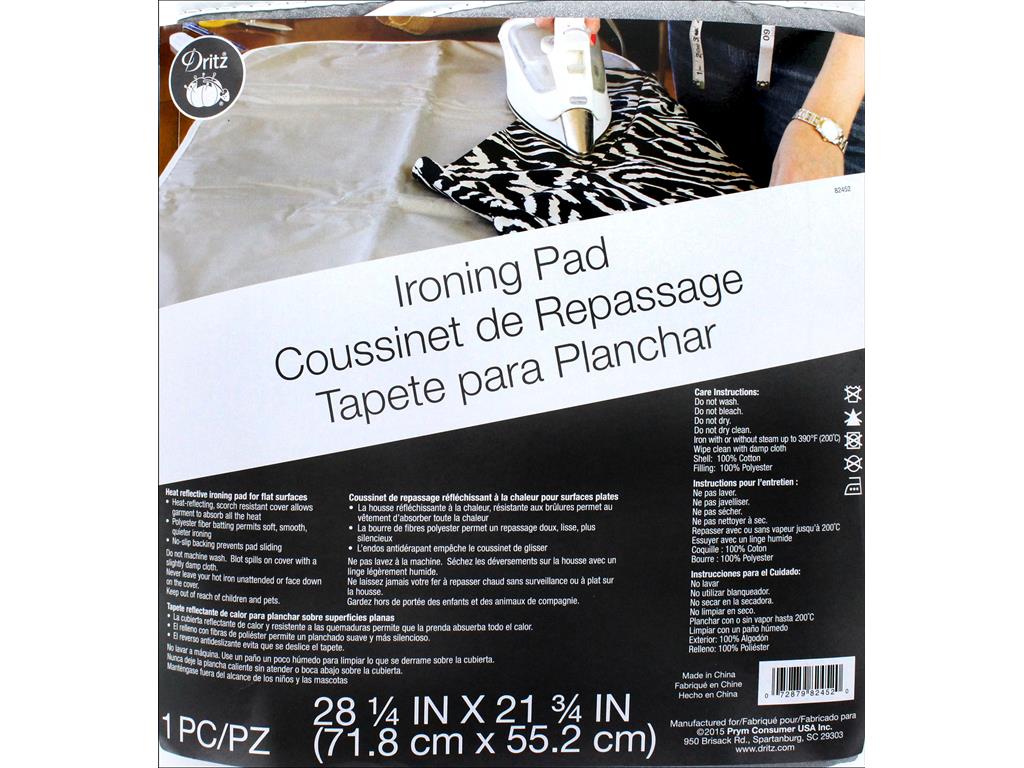 Dritz®
®
09
82452
Ironing Pad
Coussinet de Repassage
Tapete para Planchar
Care Instructions:
Do not wash.
Do not bleach.
Do not dry.
Do not dry clean.
Iron with or without steam up to 390°F (200°C)
Wipe clean with damp cloth
Shell: 100% Cotton
Filling: 100% Polyester
Instructions pour l'entretien :
Ne pas laver.
Ne pas javelliser.
Ne pas sécher.
Ne pas nettoyer à sec.
Repasser avec ou sans vapeur jusqu'à 200°C
Essuyer avec un linge humide
Coquille : 100% Coton
Bourre : 100% Polyester
Instrucciones para el Cuidado:
No lavar
No utilizar blanqueador.
No secar en la secadora.
No limpiar en seco.
Planchar con o sin vapor hasta 200°C
Limpiar con un paño húmedo
Exterior: 100% Algodón
Relleno: 100% Poliéster
Heat reflective ironing pad for flat surfaces
• Heat-reflecting, scorch resistant cover allows
garment to absorb all the heat
• Polyester fiber batting permits soft, smooth,
quieter ironing
• No-slip backing prevents pad sliding
Do not machine wash. Blot spills on cover with a
slightly damp cloth.
Never leave your hot iron unattended or face down
on the cover.
Keep out of reach of children and pets.
Coussinet de repassage réfléchissant à la chaleur pour surfaces plates
• La housse réfléchissante à la chaleur, résistante aux brûlures permet au
vêtement d'absorber toute la chaleur
• La bourre de fibres polyester permet un repassage doux, lisse, plus
silencieux
• L'endos antidérapant empêche le coussinet de glisser
Ne pas lavez à la machine. Séchez les déversements sur la housse avec un
linge légèrement humide.
Ne laissez jamais votre fer à repasser chaud sans surveillance ou à plat sur
la housse.
Gardez hors de portée des enfants et des animaux de compagnie.
Tapete reflectante de calor para planchar sobre superficies planas
• La cubierta reflectante de calor y resistente a las quemaduras permite que la prenda absuerba todo el calor.
• El relleno con fibras de poliéster permite un planchado suave y más silencioso.
• El reverso antideslizante evita que se deslice el tapete.
No lavar a máquina. Use un paño un poco húmedo para limpiar lo que se derrame sobre la cubierta.
Nunca deje la plancha caliente sin atender o boca abajo sobre la cubierta.
Manténgase fuera del alcance de los niños y las mascotas
1 PC/PZ
28 ¼ IN X 21 ¾ IN
(71.8 cm x 55.2 cm)
Made in China
Fabriqué en Chine
Hecho en China
0 72879 82452 0
Manufactured for/Fabriqué pour/Fabricado para
©2015 Prym Consumer USA Inc.
950 Brisack Rd., Spartanburg, SC 29303
www.dritz.com